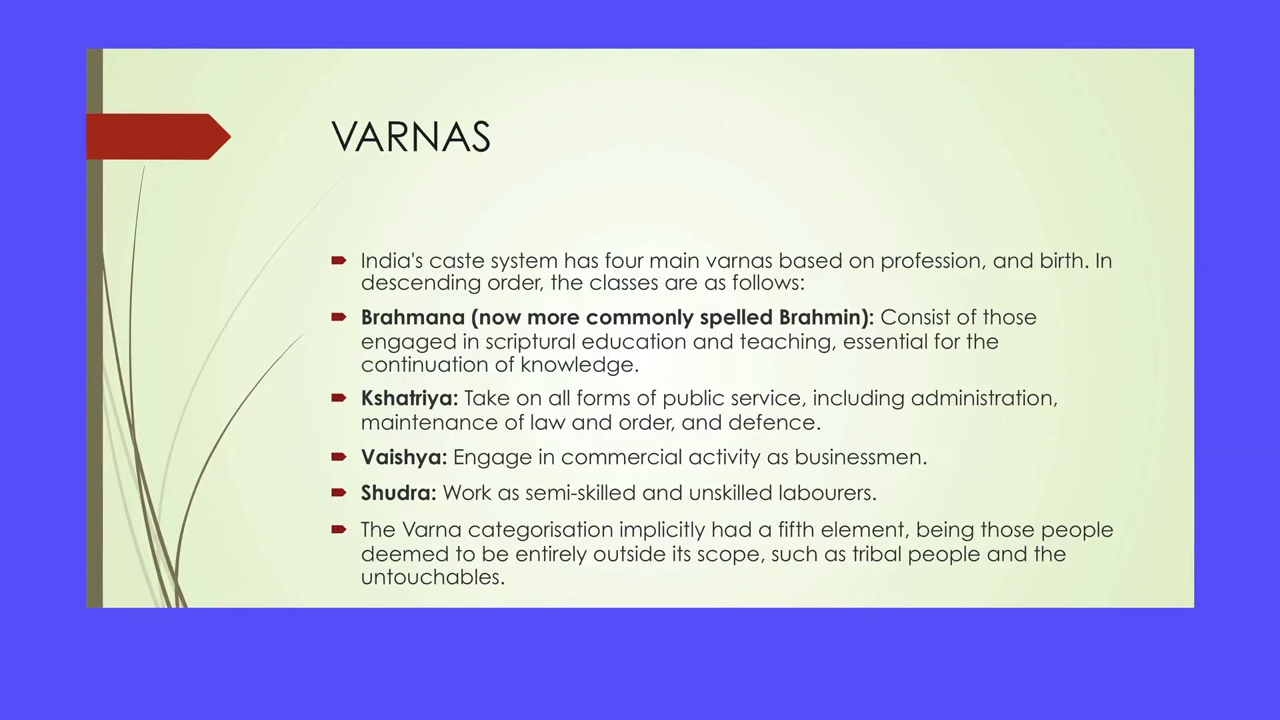 VARNAS
India's caste system has four main varnas based on profession, and birth. In
descending order, the classes are as follows:
Brahmana (now more commonly spelled Brahmin): Consist of those
engaged in scriptural education and teaching, essential for the
continuation of knowledge.
Kshatriya: Take on all forms of public service, including administration,
maintenance of law and order, and defence.
Vaishya: Engage in commercial activity as businessmen.
Shudra: Work as semi-skilled and unskilled labourers.
The Varna categorisation implicitly had a fifth element, being those people
deemed to be entirely outside its scope, such as tribal people and the
untouchables.